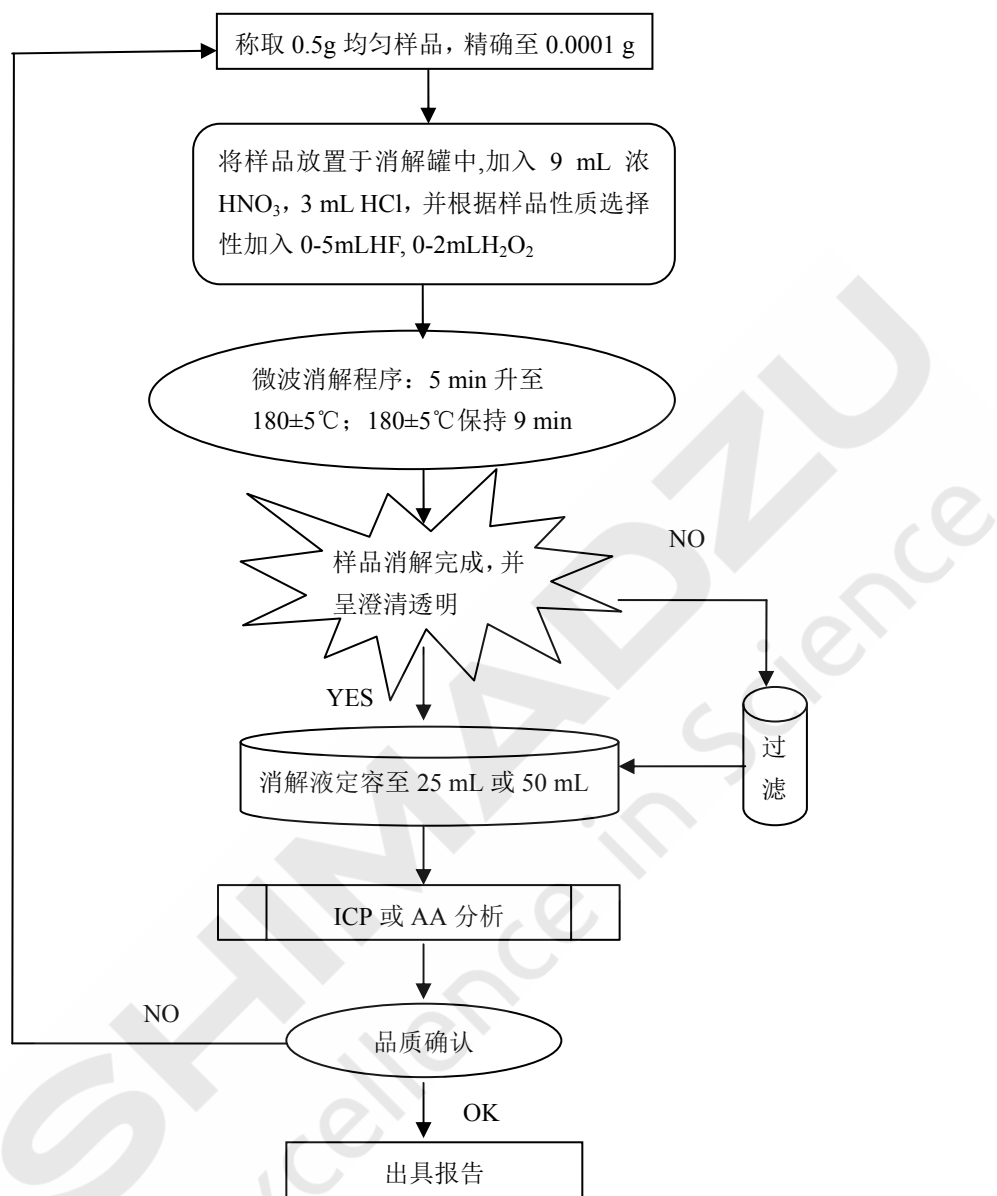 称取 0.5g 均匀样品，精确至 0.0001 g
将样品放置于消解罐中,加入 9 mL 浓
HNO₃，3 mL HCl，并根据样品性质选择
性加入 0-5mLHF, 0-2mLH₂O₂
微波消解程序：5 min 升至
180±5℃；180±5℃保持 9 min
样品消解完成，并
呈澄清透明
NO
YES
过
滤
消解液定容至 25 mL 或 50 mL
ICP 或 AA 分析
NO
品质确认
OK
出具报告
SHIMADZU
excellence in science